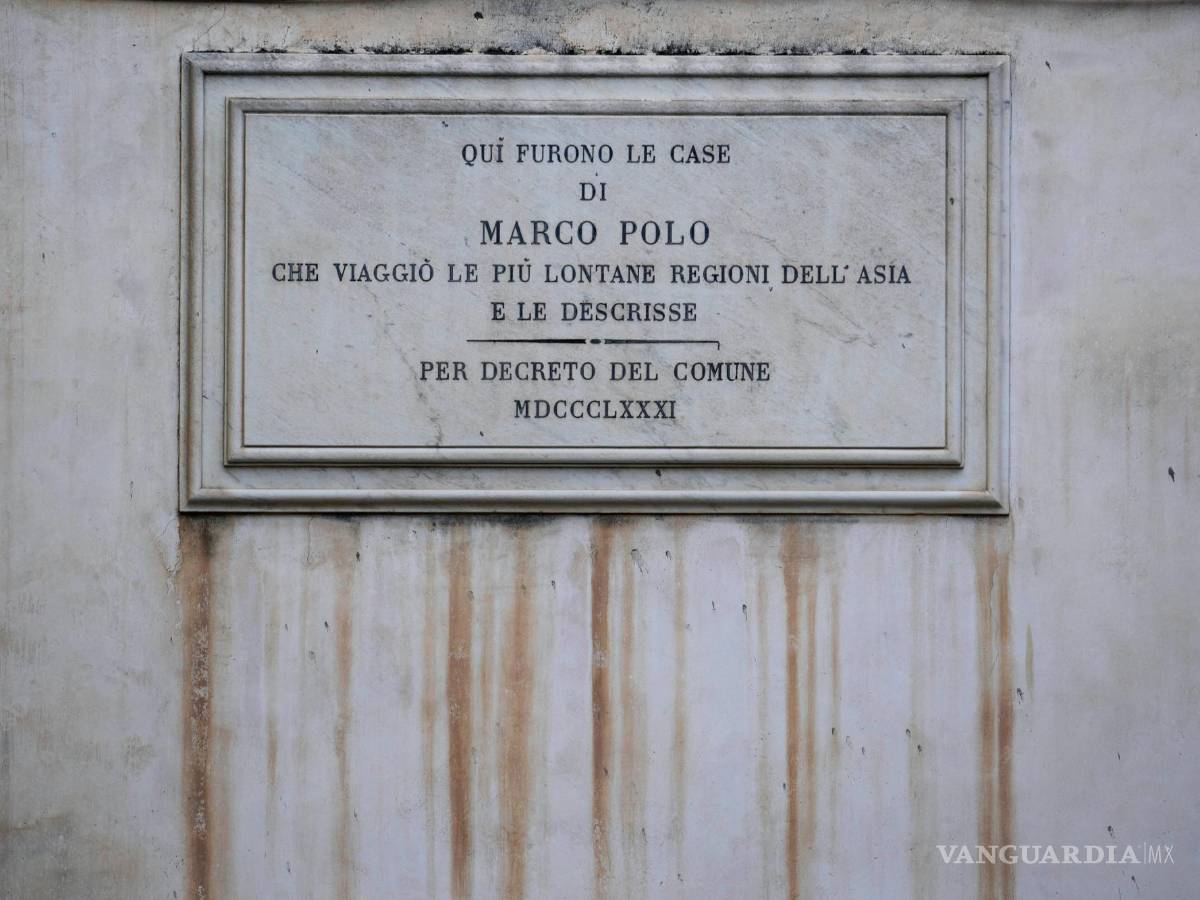 QUÌ FURONO LE CASE
DI
MARCO POLO
CHE VIAGGIÒ LE PIÙ LONTANE REGIONI DELL'ASIA
E LE DESCRISSE
PER DECRETO DEL COMUNE
MDCCCLXXXI
VANGUARDIA|MX